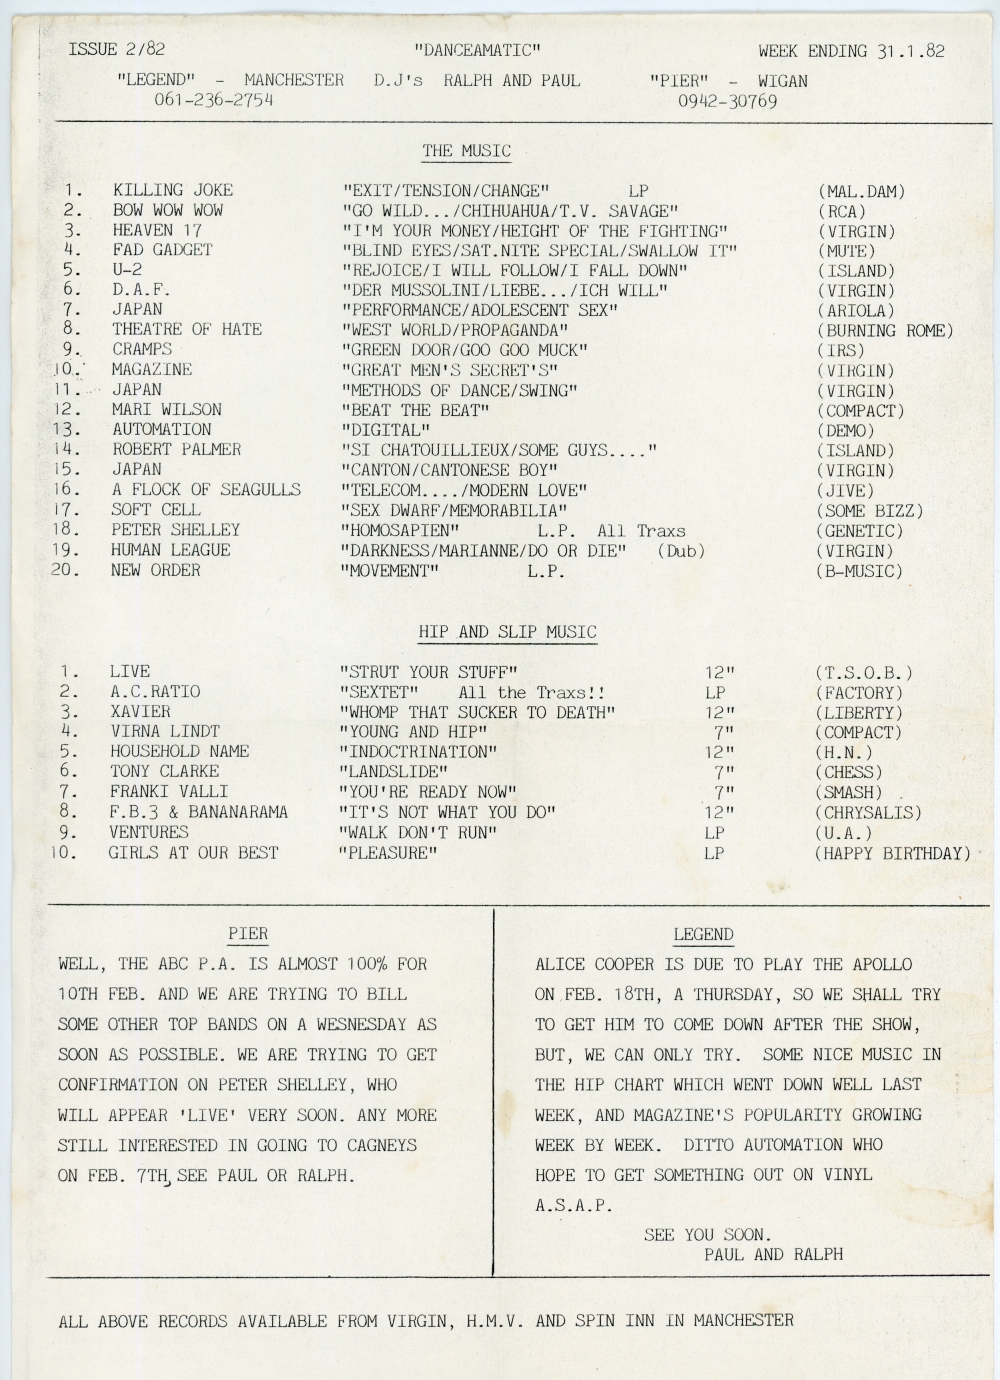 ISSUE 2/82 "DANCEAMATIC" WEEK ENDING 31.1.82
"LEGEND" - MANCHESTER D.J's RALPH AND PAUL "PIER" - WIGAN
061-236-2754 0942-30769
THE MUSIC
1. KILLING JOKE "EXIT/TENSION/CHANGE" LP (MAL.DAM)
2. BOW WOW WOW "GO WILD.../CHIHUAHUA/T.V. SAVAGE" (RCA)
3. HEAVEN 17 "I'M YOUR MONEY/HEIGHT OF THE FIGHTING" (VIRGIN)
4. FAD GADGET "BLIND EYES/SAT.NITE SPECIAL/SWALLOW IT" (MUTE)
5. U-2 "REJOICE/I WILL FOLLOW/I FALL DOWN" (ISLAND)
6. D.A.F. "DER MUSSOLINI/LIEBE.../ICH WILL" (VIRGIN)
7. JAPAN "PERFORMANCE/ADOLESCENT SEX" (ARIOLA)
8. THEATRE OF HATE "WEST WORLD/PROPAGANDA" (BURNING ROME)
9. CRAMPS "GREEN DOOR/GOO GOO MUCK" (IRS)
10. MAGAZINE "GREAT MEN'S SECRET'S" (VIRGIN)
11. JAPAN "METHODS OF DANCE/SWING" (VIRGIN)
12. MARI WILSON "BEAT THE BEAT" (COMPACT)
13. AUTOMATION "DIGITAL" (DEMO)
14. ROBERT PALMER "SI CHATOUILLIEUX/SOME GUYS...." (ISLAND)
15. JAPAN "CANTON/CANTONESE BOY" (VIRGIN)
16. A FLOCK OF SEAGULLS "TELECOM..../MODERN LOVE" (JIVE)
17. SOFT CELL "SEX DWARF/MEMORABILIA" (SOME BIZZ)
18. PETER SHELLEY "HOMOSAPIEN" L.P. All Traxs (GENETIC)
19. HUMAN LEAGUE "DARKNESS/MARIANNE/DO OR DIE" (Dub) (VIRGIN)
20. NEW ORDER "MOVEMENT" L.P. (B-MUSIC)
HIP AND SLIP MUSIC
1. LIVE "STRUT YOUR STUFF" 12" (T.S.O.B.)
2. A.C.RATIO "SEXTET" All the Traxs!! LP (FACTORY)
3. XAVIER "WHOMP THAT SUCKER TO DEATH" 12" (LIBERTY)
4. VIRNA LINDT "YOUNG AND HIP" 7" (COMPACT)
5. HOUSEHOLD NAME "INDOCTRINATION" 12" (H.N.)
6. TONY CLARKE "LANDSLIDE" 7" (CHESS)
7. FRANKI VALLI "YOU'RE READY NOW" 7" (SMASH)
8. F.B.3 & BANANARAMA "IT'S NOT WHAT YOU DO" 12" (CHRYSALIS)
9. VENTURES "WALK DON'T RUN" LP (U.A.)
10. GIRLS AT OUR BEST "PLEASURE" LP (HAPPY BIRTHDAY)
PIER
WELL, THE ABC P.A. IS ALMOST 100% FOR
10TH FEB. AND WE ARE TRYING TO BILL
SOME OTHER TOP BANDS ON A WESNESDAY AS
SOON AS POSSIBLE. WE ARE TRYING TO GET
CONFIRMATION ON PETER SHELLEY, WHO
WILL APPEAR 'LIVE' VERY SOON. ANY MORE
STILL INTERESTED IN GOING TO CAGNEYS
ON FEB. 7TH, SEE PAUL OR RALPH.
LEGEND
ALICE COOPER IS DUE TO PLAY THE APOLLO
ON FEB. 18TH, A THURSDAY, SO WE SHALL TRY
TO GET HIM TO COME DOWN AFTER THE SHOW,
BUT, WE CAN ONLY TRY. SOME NICE MUSIC IN
THE HIP CHART WHICH WENT DOWN WELL LAST
WEEK, AND MAGAZINE'S POPULARITY GROWING
WEEK BY WEEK. DITTO AUTOMATION WHO
HOPE TO GET SOMETHING OUT ON VINYL
A.S.A.P.
SEE YOU SOON.
PAUL AND RALPH
ALL ABOVE RECORDS AVAILABLE FROM VIRGIN, H.M.V. AND SPIN INN IN MANCHESTER